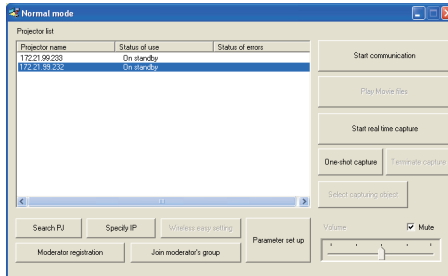 Normal mode
Projector list
Projector name Status of use Status of errors
172.21.99.233 On standby
172.21.99.232 On standby
Start communication
Play Movie files
Start real time capture
One-shot capture Terminate capture
Select capturing object
Search PJ Specify IP Wireless easy setting
Parameter set up
Moderator registration Join moderator's group
Volume Mute